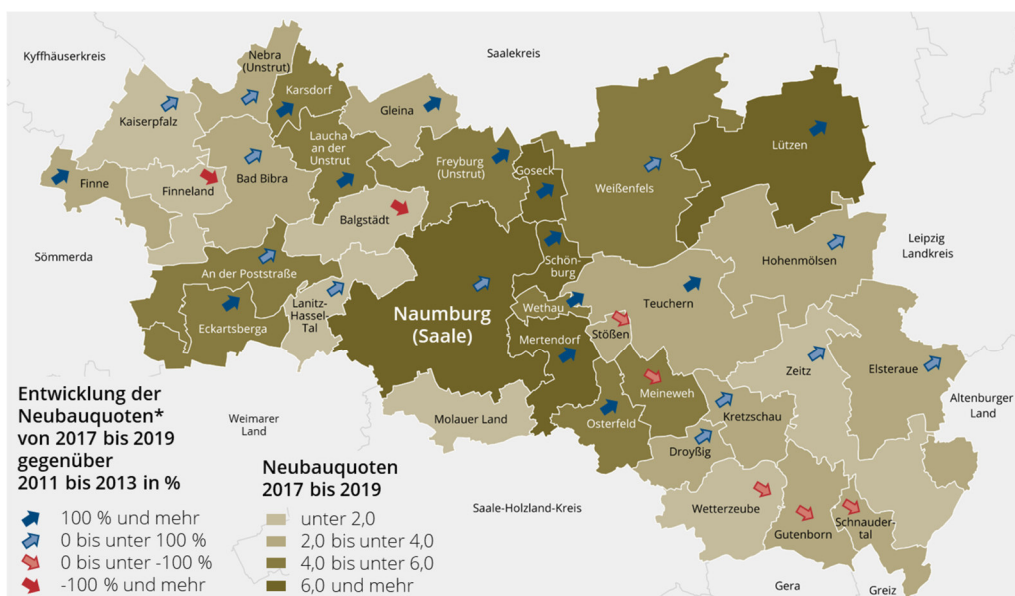 Kyffhäuserkreis
Saalekreis
Nebra
(Unstrut)
Karsdorf
Kaiserpfalz
Gleina
Laucha
an der
Unstrut
Lützen
Finne
Finneland
Bad Bibra
Freyburg
(Unstrut)
Goseck
Weißenfels
Balgstädt
Sömmerda
An der Poststraße
Schön-
burg
Hohenmölsen
Leipzig
Landkreis
Eckartsberga
Lanitz-
Hassel-
Tal
Naumburg
(Saale)
Wethau
Teuchern
Stößen
Mertendorf
Zeitz
Elsteraue
Meineweh
Altenburger
Land
Weimarer
Land
Molauer Land
Osterfeld
Kretzschau
Droyßig
Saale-Holzland-Kreis
Wetterzeube
Gutenborn
Schnauder-
tal
Gera
Greiz
Entwicklung der
Neubauquoten*
von 2017 bis 2019
gegenüber
2011 bis 2013 in %
100 % und mehr
0 bis unter 100 %
0 bis unter -100 %
-100 % und mehr
Neubauquoten
2017 bis 2019
unter 2,0
2,0 bis unter 4,0
4,0 bis unter 6,0
6,0 und mehr